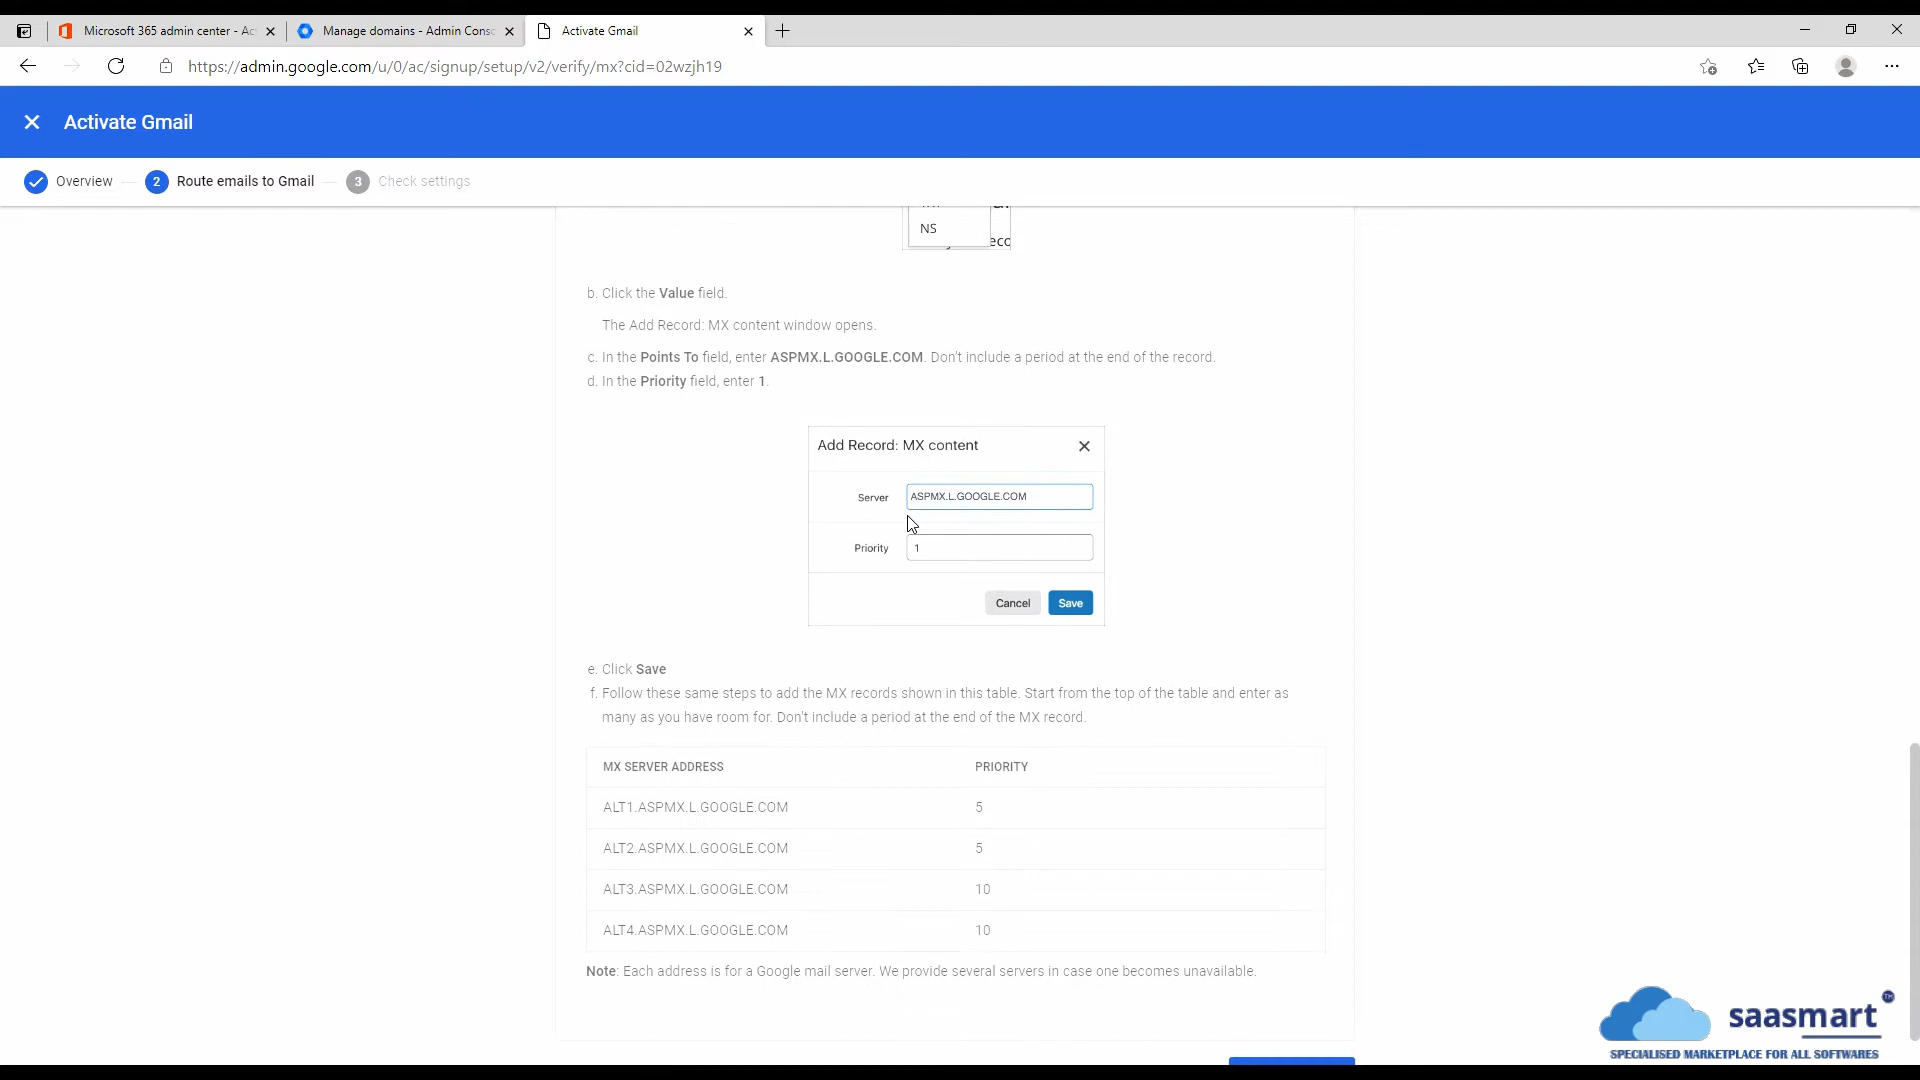 Microsoft 365 admin center - Ac
Manage domains - Admin Conso
Activate Gmail
https://admin.google.com/u/0/ac/signup/setup/v2/verify/mx?cid=02wzjh19
Activate Gmail
Overview
2 Route emails to Gmail
3 Check settings
NS
b. Click the Value field.
The Add Record: MX content window opens.
c. In the Points To field, enter ASPMX.L.GOOGLE.COM. Don't include a period at the end of the record.
d. In the Priority field, enter 1.
Add Record: MX content
Server ASPMX.L.GOOGLE.COM
Priority 1
Cancel Save
e. Click Save
f. Follow these same steps to add the MX records shown in this table. Start from the top of the table and enter as
many as you have room for. Don't include a period at the end of the MX record.
MX SERVER ADDRESS PRIORITY
ALT1.ASPMX.L.GOOGLE.COM 5
ALT2.ASPMX.L.GOOGLE.COM 5
ALT3.ASPMX.L.GOOGLE.COM 10
ALT4.ASPMX.L.GOOGLE.COM 10
Note: Each address is for a Google mail server. We provide several servers in case one becomes unavailable.
saasmart TM
SPECIALISED MARKETPLACE FOR ALL SOFTWARES